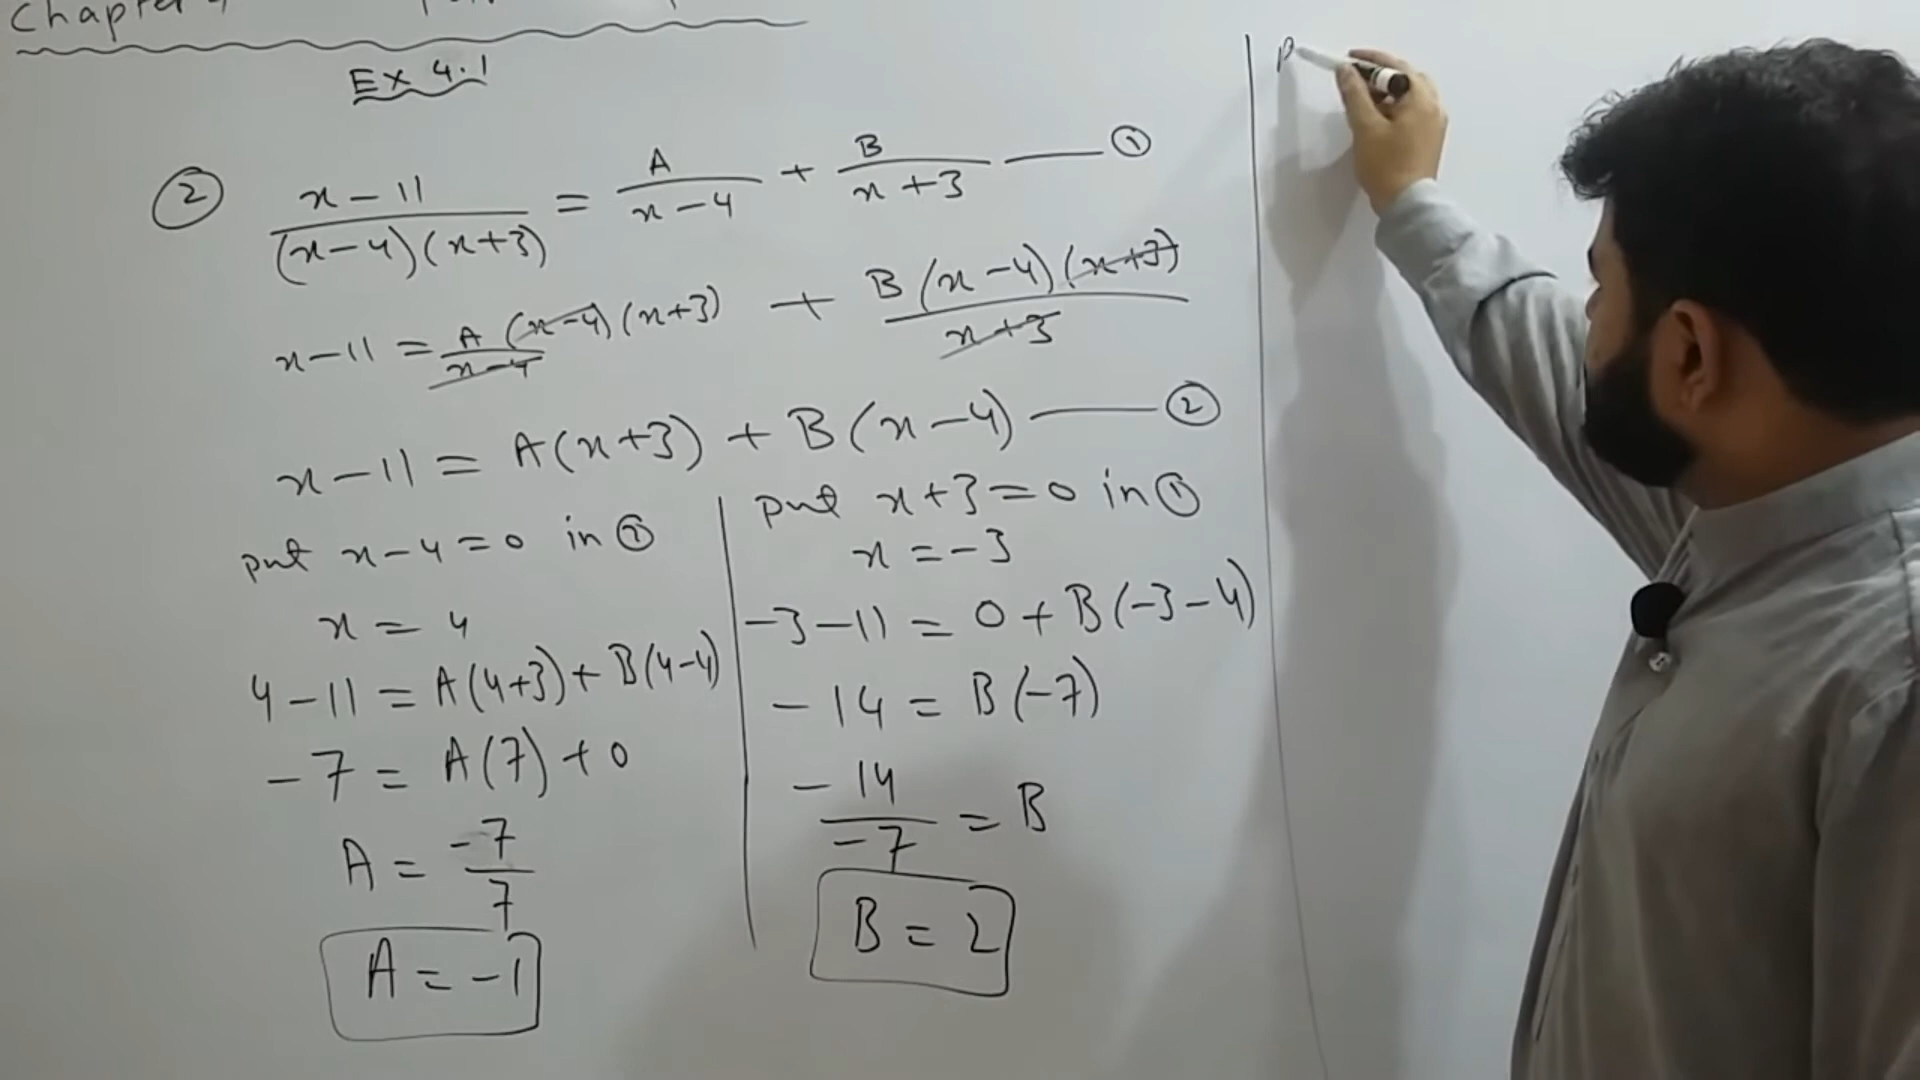 Chapter
Ex 4.1
② x-11/(x-4)(x+3) = A/x-4 + B/x+3 —— ①
x-11 = A(x-4)(x+3)/x-4 + B(x-4)(x+3)/x+3
x-11 = A(x+3) + B(x-4) —— ②
put x-4=0 in ①
x = 4
4-11 = A(4+3)+B(4-4)
-7 = A(7)+0
A = -7/7
A = -1
put x+3=0 in ①
x = -3
-3-11 = 0+B(-3-4)
-14 = B(-7)
-14/-7 = B
B = 2
P